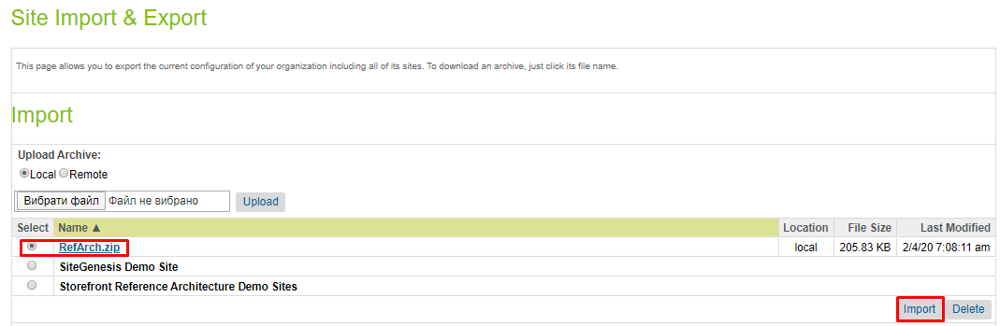 Site Import & Export
This page allows you to export the current configuration of your organization including all of its sites. To download an archive, just click its file name.
Import
Upload Archive:
Local Remote
Вибрати файл Файл не вибрано Upload
Select Name ▲ Location File Size Last Modified
RefArch.zip local 205.83 KB 2/4/20 7:08:11 am
SiteGenesis Demo Site
Storefront Reference Architecture Demo Sites
Import Delete